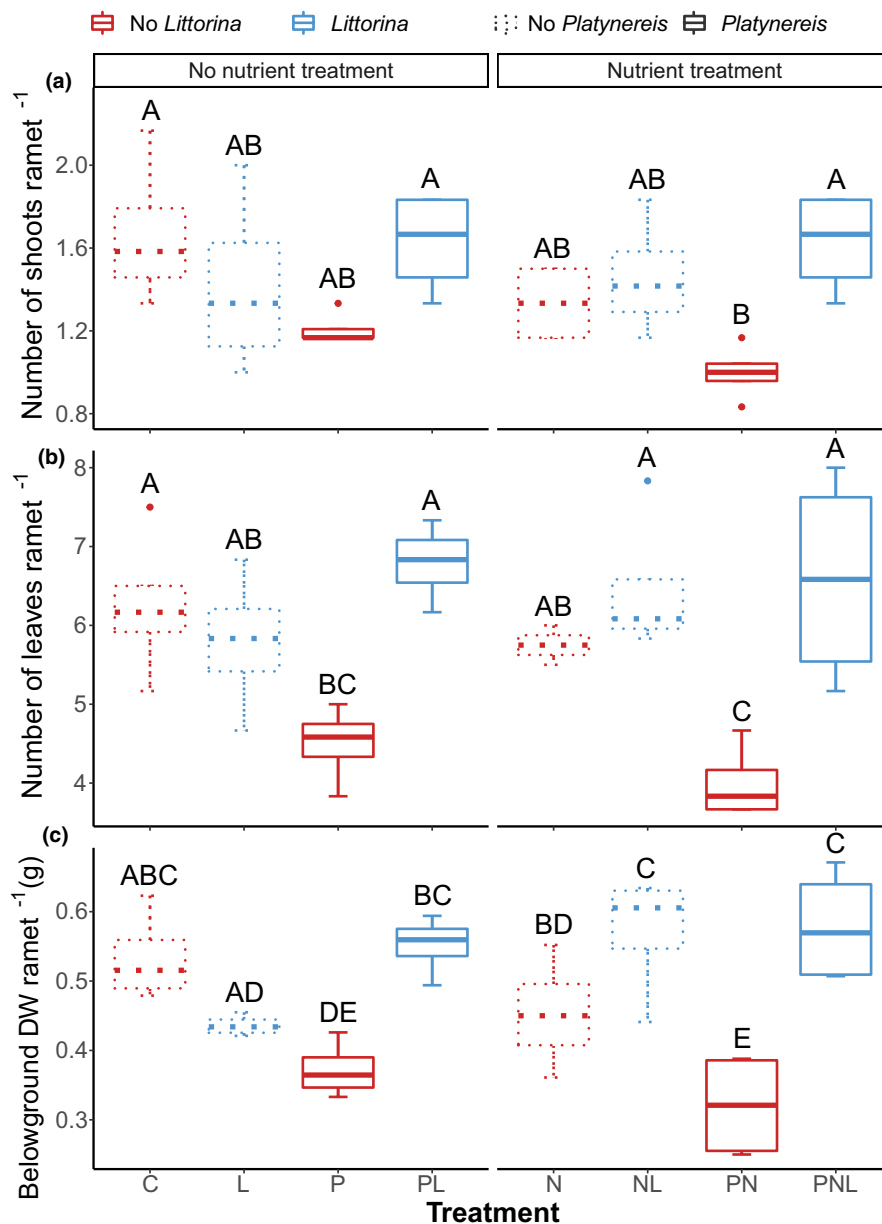 No Littorina Littorina No Platynereis Platynereis
No nutrient treatment Nutrient treatment
(a)
Number of shoots ramet ⁻¹
2.0
1.6
1.2
0.8
A AB AB A AB AB B A
(b)
Number of leaves ramet ⁻¹
8
7
6
5
4
A AB BC A AB A C A
(c)
Belowground DW ramet ⁻¹(g)
0.6
0.5
0.4
0.3
ABC AD DE BC BD C E C
C L P PL N NL PN PNL
Treatment